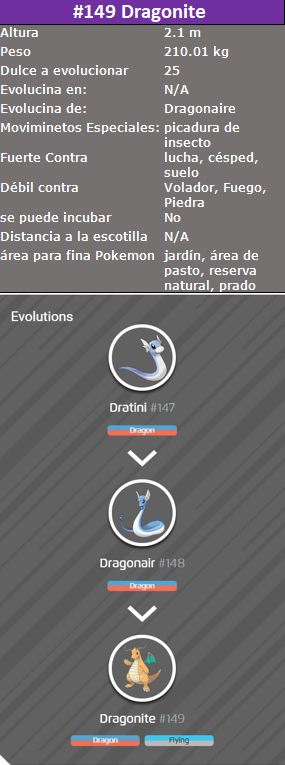 #149 Dragonite
Altura 2.1 m
Peso 210.01 kg
Dulce a evolucionar 25
Evolucina en: N/A
Evolucina de: Dragonaire
Moviminetos Especiales: picadura de
insecto
Fuerte Contra lucha, césped,
suelo
Débil contra Volador, Fuego,
Piedra
se puede incubar No
Distancia a la escotilla N/A
área para fina Pokemon jardín, área de
pasto, reserva
natural, prado
Evolutions
Dratini #147
Dragon
Dragonair #148
Dragon
Dragonite #149
Dragon Flying